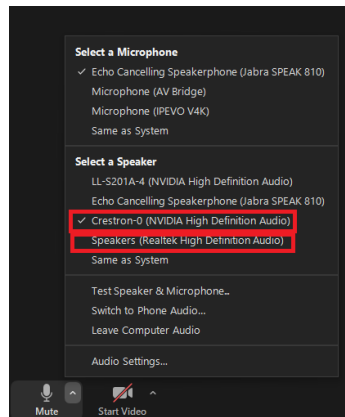 Select a Microphone
✓ Echo Cancelling Speakerphone (Jabra SPEAK 810)
Microphone (AV Bridge)
Microphone (IPEVO V4K)
Same as System
Select a Speaker
LL-S201A-4 (NVIDIA High Definition Audio)
Echo Cancelling Speakerphone (Jabra SPEAK 810)
✓ Crestron-0 (NVIDIA High Definition Audio)
Speakers (Realtek High Definition Audio)
Same as System
Test Speaker & Microphone...
Switch to Phone Audio...
Leave Computer Audio
Audio Settings...
Mute
Start Video